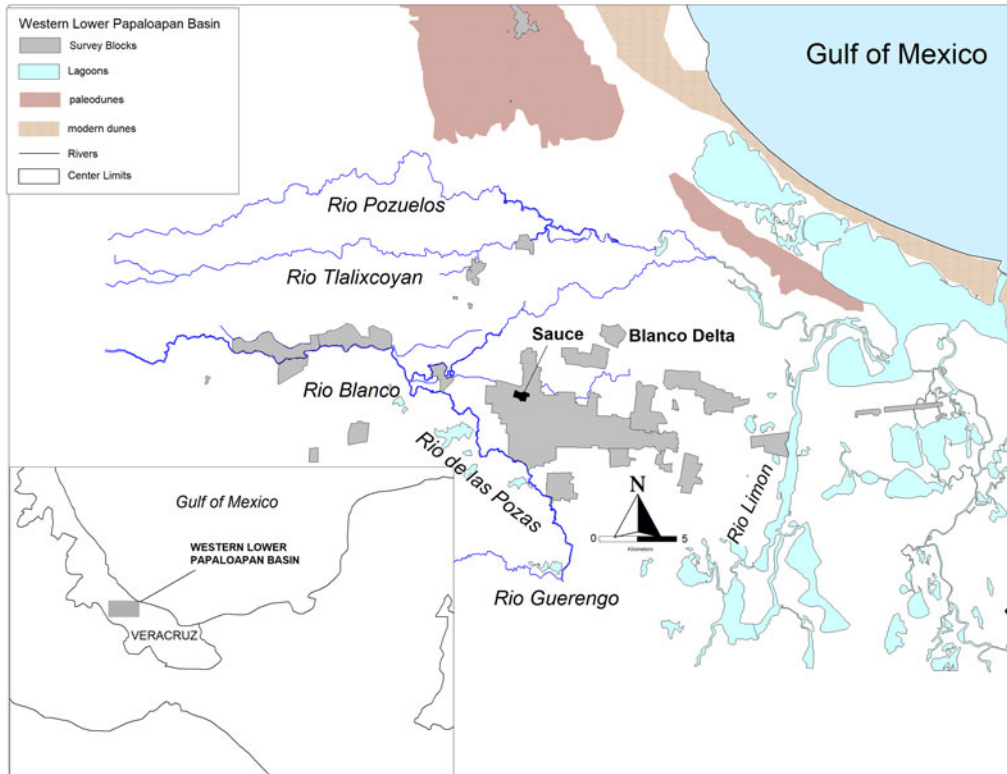 Western Lower Papaloapan Basin
Survey Blocks
Lagoons
paleodunes
modern dunes
Rivers
Center Limits
Gulf of Mexico
Rio Pozuelos
Rio Tlalixcoyan
Sauce
Blanco Delta
Rio Blanco
Rio de las Pozas
Rio Limon
N
0 5
Kilometers
Rio Guerengo
Gulf of Mexico
WESTERN LOWER
PAPALOAPAN BASIN
VERACRUZ